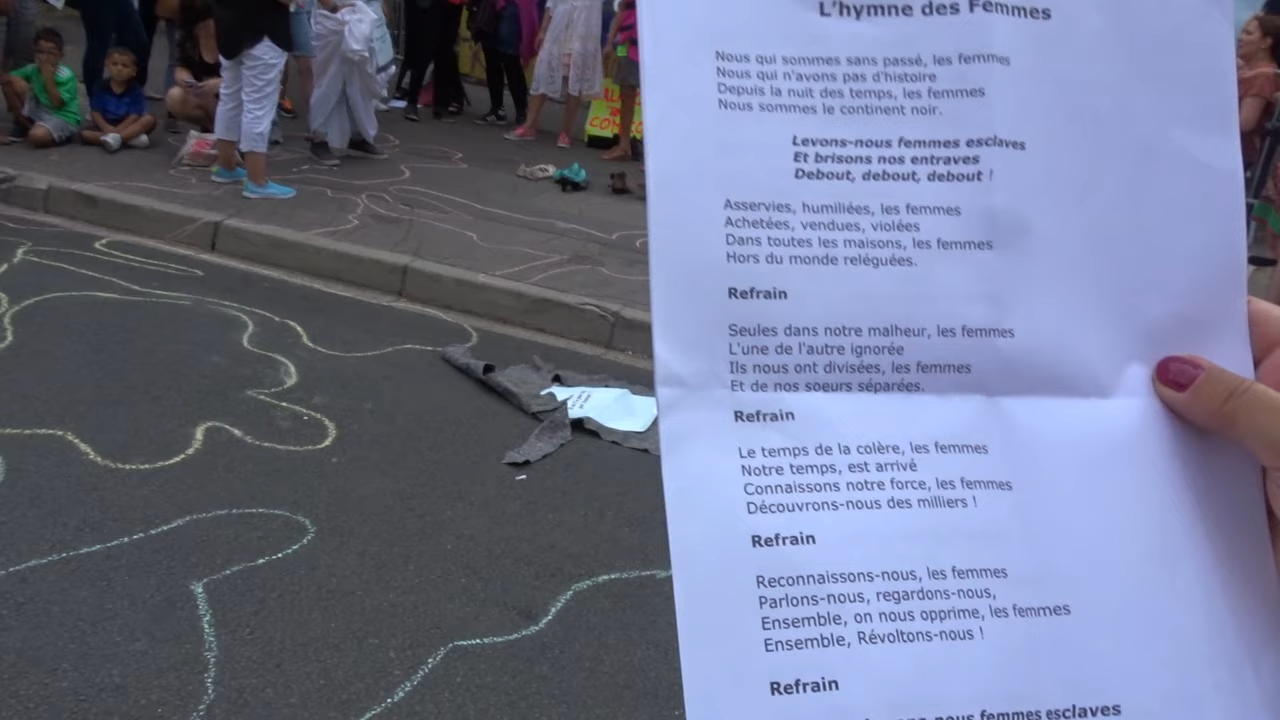 L'hymne des Femmes
Nous qui sommes sans passé, les femmes
Nous qui n'avons pas d'histoire
Depuis la nuit des temps, les femmes
Nous sommes le continent noir.
Levons-nous femmes esclaves
Et brisons nos entraves
Debout, debout, debout !
Asservies, humiliées, les femmes
Achetées, vendues, violées
Dans toutes les maisons, les femmes
Hors du monde reléguées.
Refrain
Seules dans notre malheur, les femmes
L'une de l'autre ignorée
Ils nous ont divisées, les femmes
Et de nos soeurs séparées.
Refrain
Le temps de la colère, les femmes
Notre temps, est arrivé
Connaissons notre force, les femmes
Découvrons-nous des milliers !
Refrain
Reconnaissons-nous, les femmes
Parlons-nous, regardons-nous,
Ensemble, on nous opprime, les femmes
Ensemble, Révoltons-nous !
Refrain
nous femmes esclaves